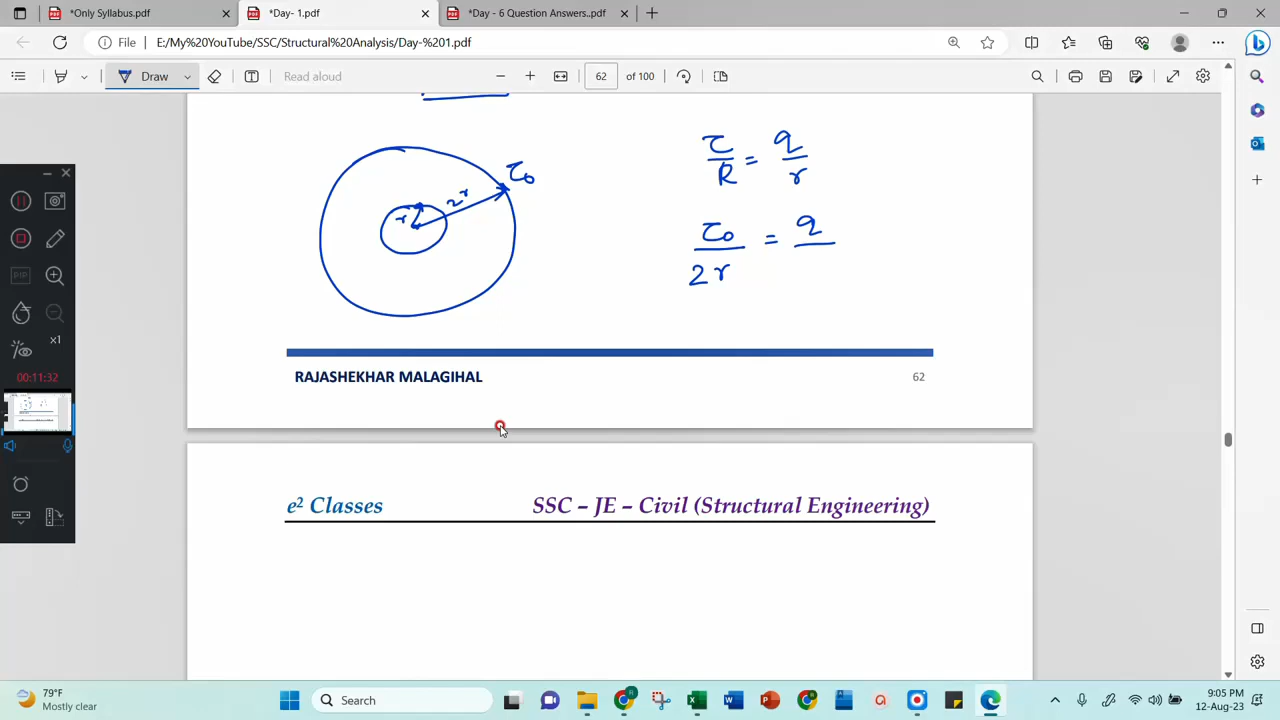 *Only Syllabus.pdf
*Day- 1.pdf
*Day - 6 Question Answers..pdf
File
E:/My%20YouTube/SSC/Structural%20Analysis/Day-%201.pdf
Draw
Read aloud
62 of 100
τ/R = q/r
τ₀/2r = q
τ₀
r
2r
RAJASHEKHAR MALAGIHAL
62
PIP
x1
00:11:32
e² Classes
SSC – JE – Civil (Structural Engineering)
79°F
Mostly clear
Search
9:05 PM
12-Aug-23